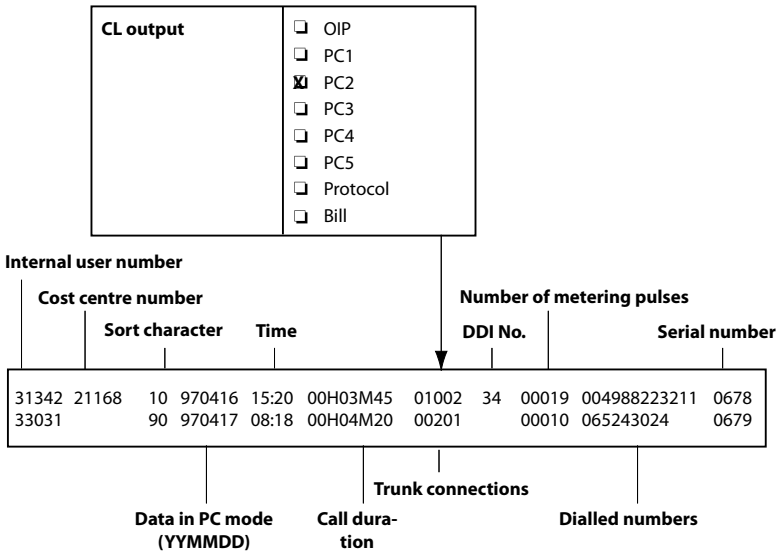 CL output
OIP
PC1
PC2
PC3
PC4
PC5
Protocol
Bill
Internal user number
Cost centre number
Number of metering pulses
Sort character Time DDI No. Serial number
31342 21168 10 970416 15:20 00H03M45 01002 34 00019 004988223211 0678
33031 90 970417 08:18 00H04M20 00201 00010 065243024 0679
Trunk connections
Data in PC mode Call dura- Dialled numbers
(YYMMDD) tion